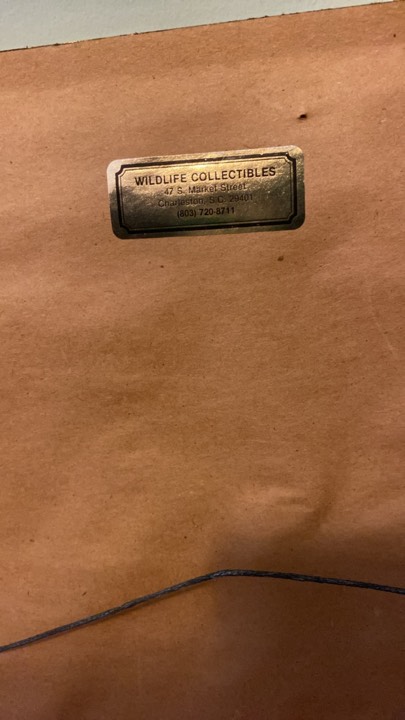 WILDLIFE COLLECTIBLES
47 S. Market Street
Charleston, S.C. 29401
(803) 720-8711